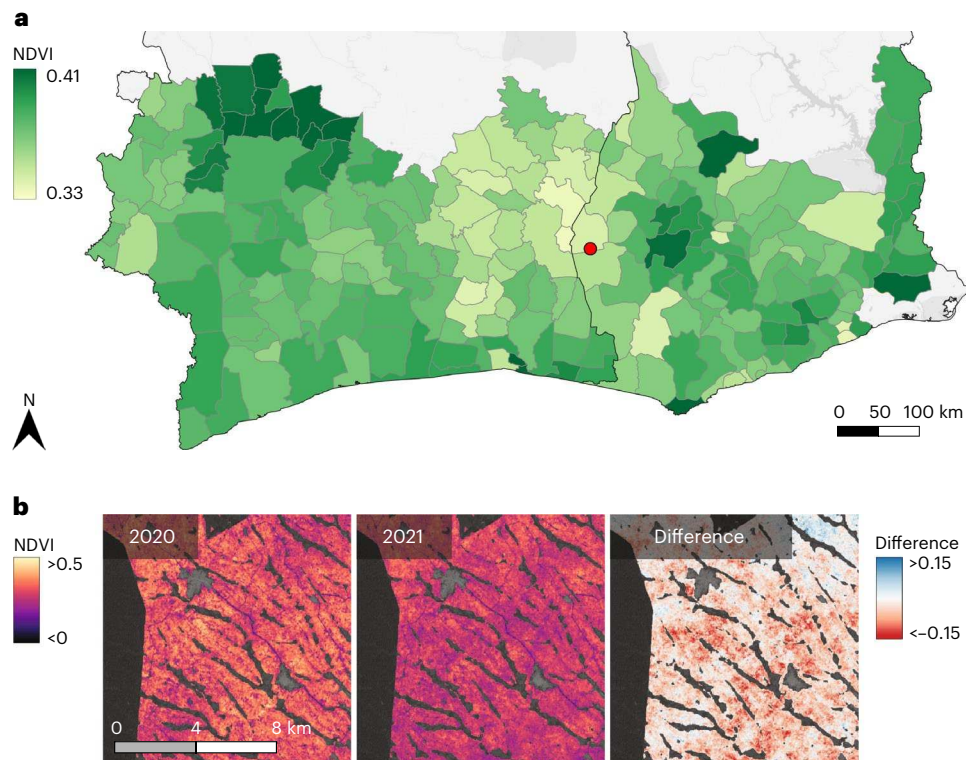 a
NDVI
0.41
0.33
N
0 50 100 km
b
NDVI
>0.5
<0
2020
2021
Difference
Difference
>0.15
<−0.15
0 4 8 km